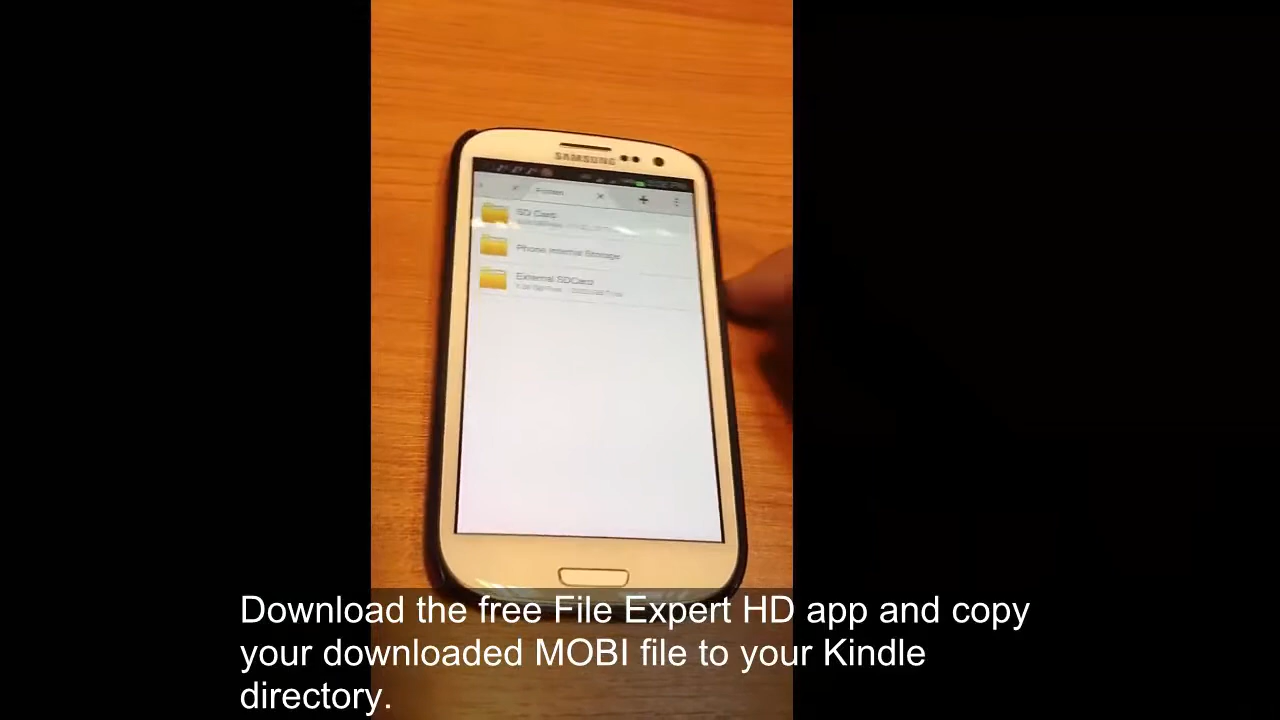 SAMSUNG
SD Card
Phone Internal Storage
External SDCard
Download the free File Expert HD app and copy
your downloaded MOBI file to your Kindle
directory.